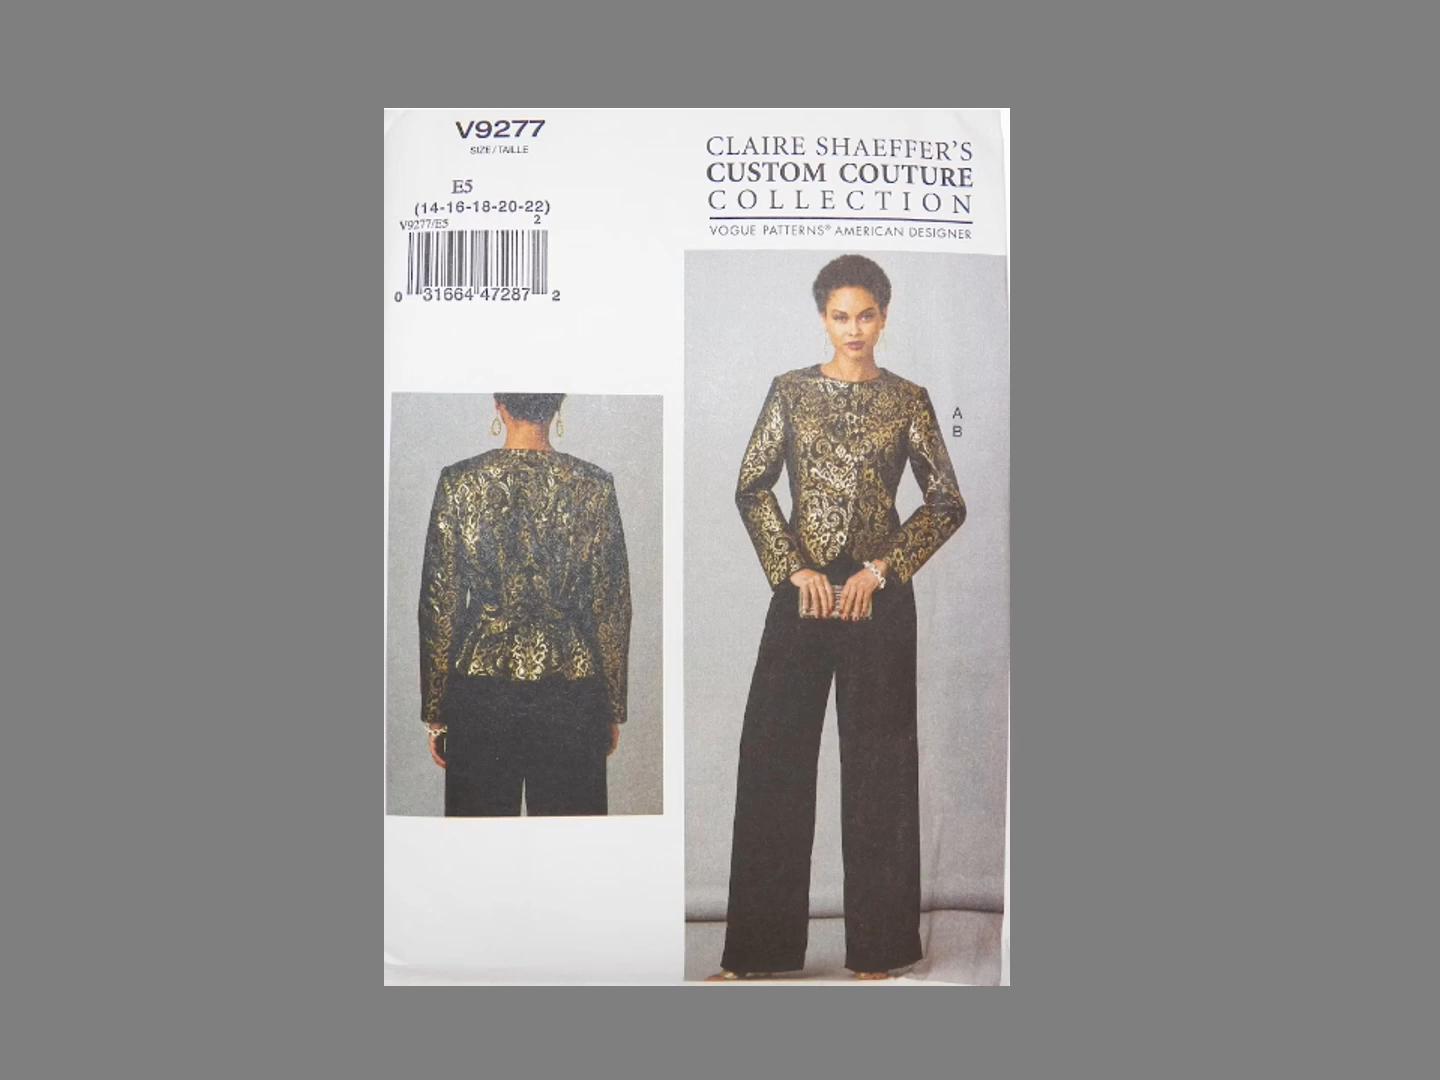 V9277
SIZE/TAILLE
E5
(14-16-18-20-22)
V9277/E5
2
0 31664 47287 2
CLAIRE SHAEFFER'S
CUSTOM COUTURE
COLLECTION
VOGUE PATTERNS® AMERICAN DESIGNER
A
B